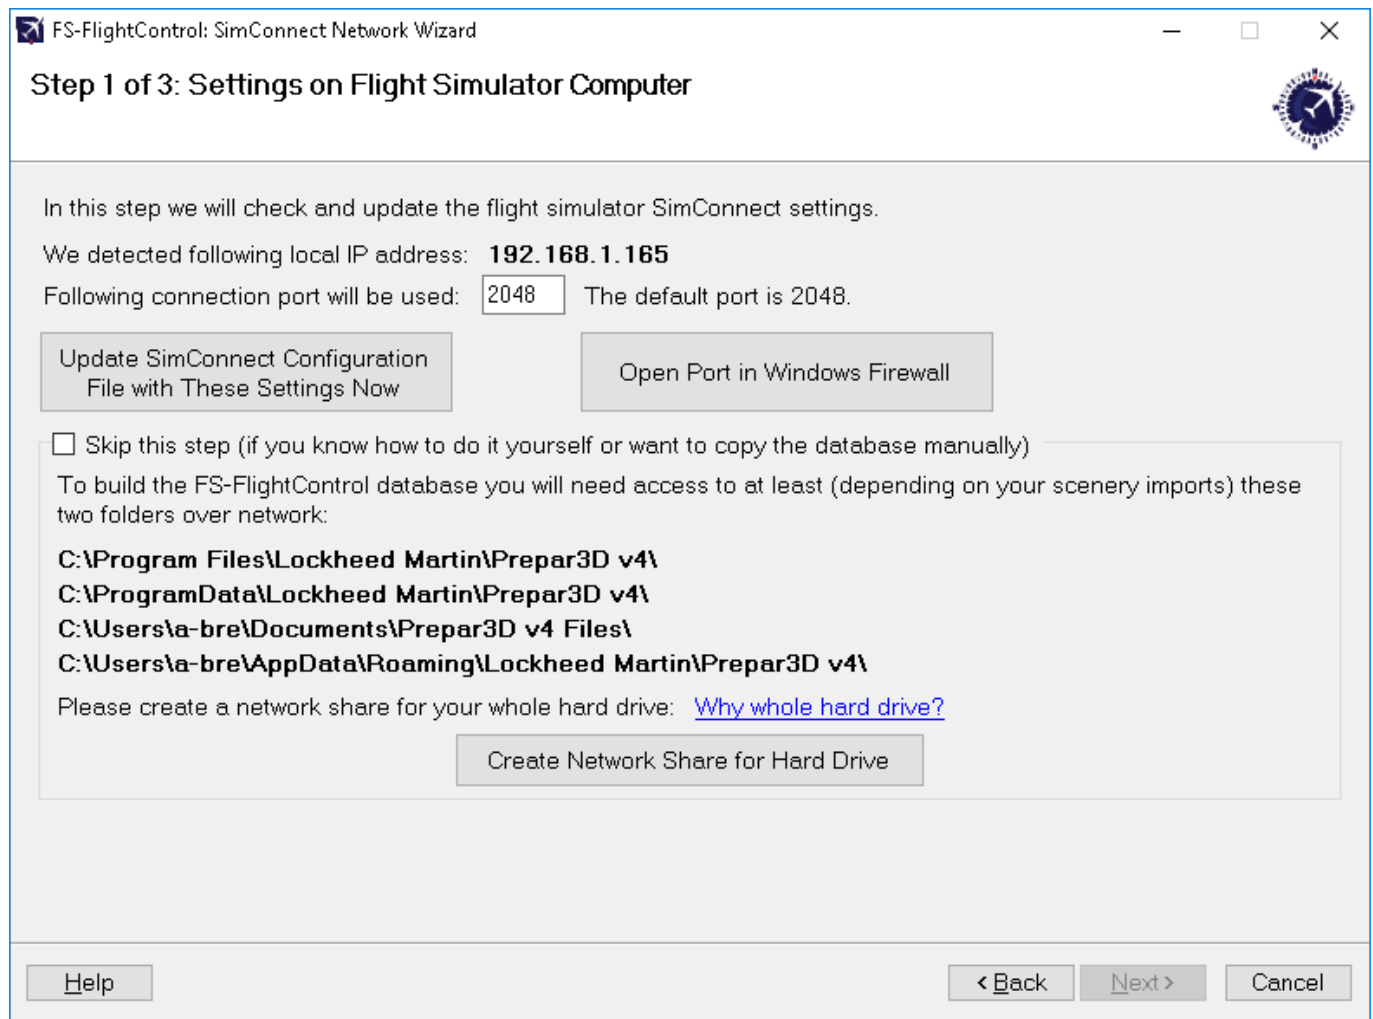 FS-FlightControl: SimConnect Network Wizard
Step 1 of 3: Settings on Flight Simulator Computer
In this step we will check and update the flight simulator SimConnect settings.
We detected following local IP address: 192.168.1.165
Following connection port will be used: 2048 The default port is 2048.
Update SimConnect Configuration
File with These Settings Now
Open Port in Windows Firewall
Skip this step (if you know how to do it yourself or want to copy the database manually)
To build the FS-FlightControl database you will need access to at least (depending on your scenery imports) these
two folders over network:
C:\Program Files\Lockheed Martin\Prepar3D v4\
C:\ProgramData\Lockheed Martin\Prepar3D v4\
C:\Users\a-bre\Documents\Prepar3D v4 Files\
C:\Users\a-bre\AppData\Roaming\Lockheed Martin\Prepar3D v4\
Please create a network share for your whole hard drive: Why whole hard drive?
Create Network Share for Hard Drive
Help < Back Next > Cancel